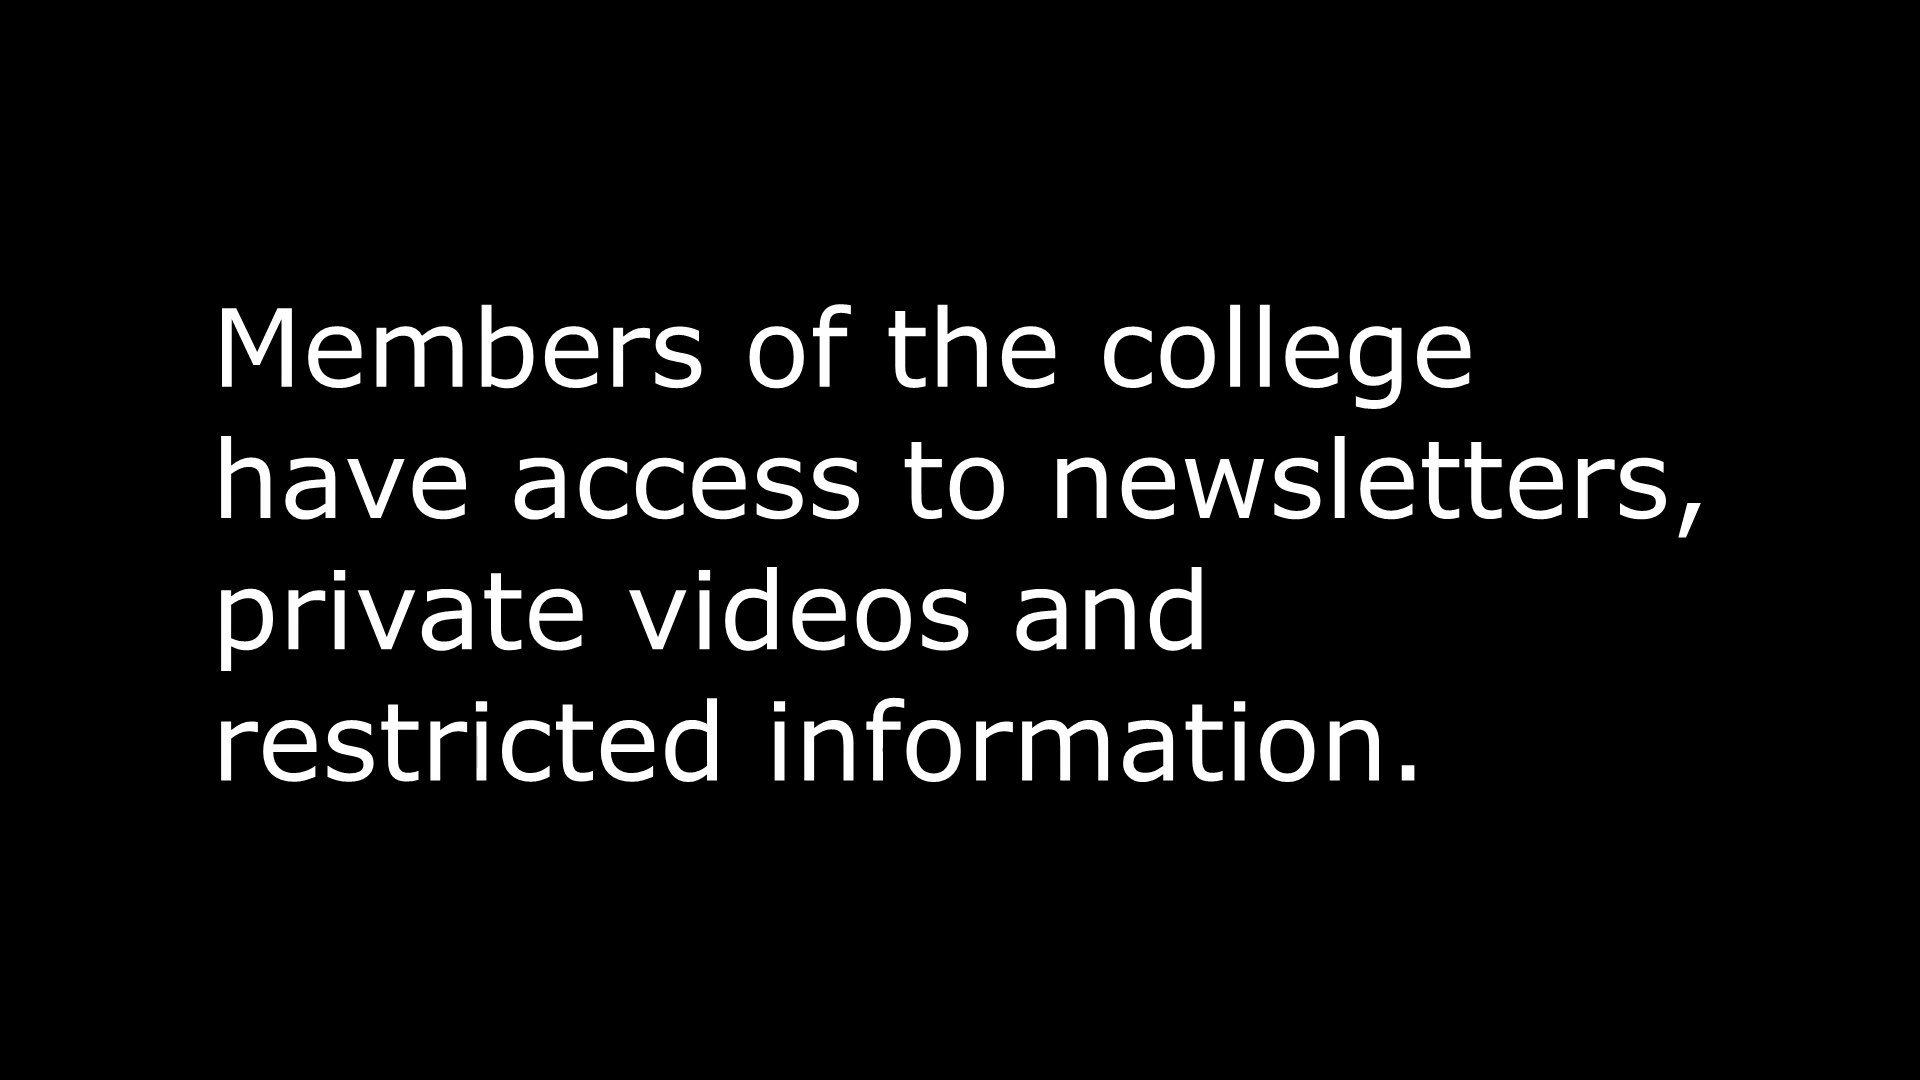 Members of the college
have access to newsletters,
private videos and
restricted information.